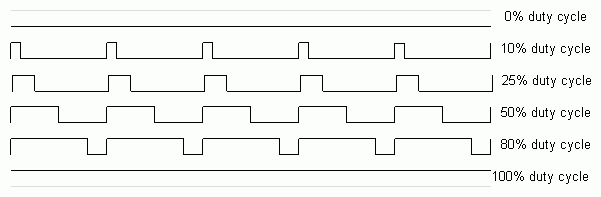 0% duty cycle
10% duty cycle
25% duty cycle
50% duty cycle
80% duty cycle
100% duty cycle